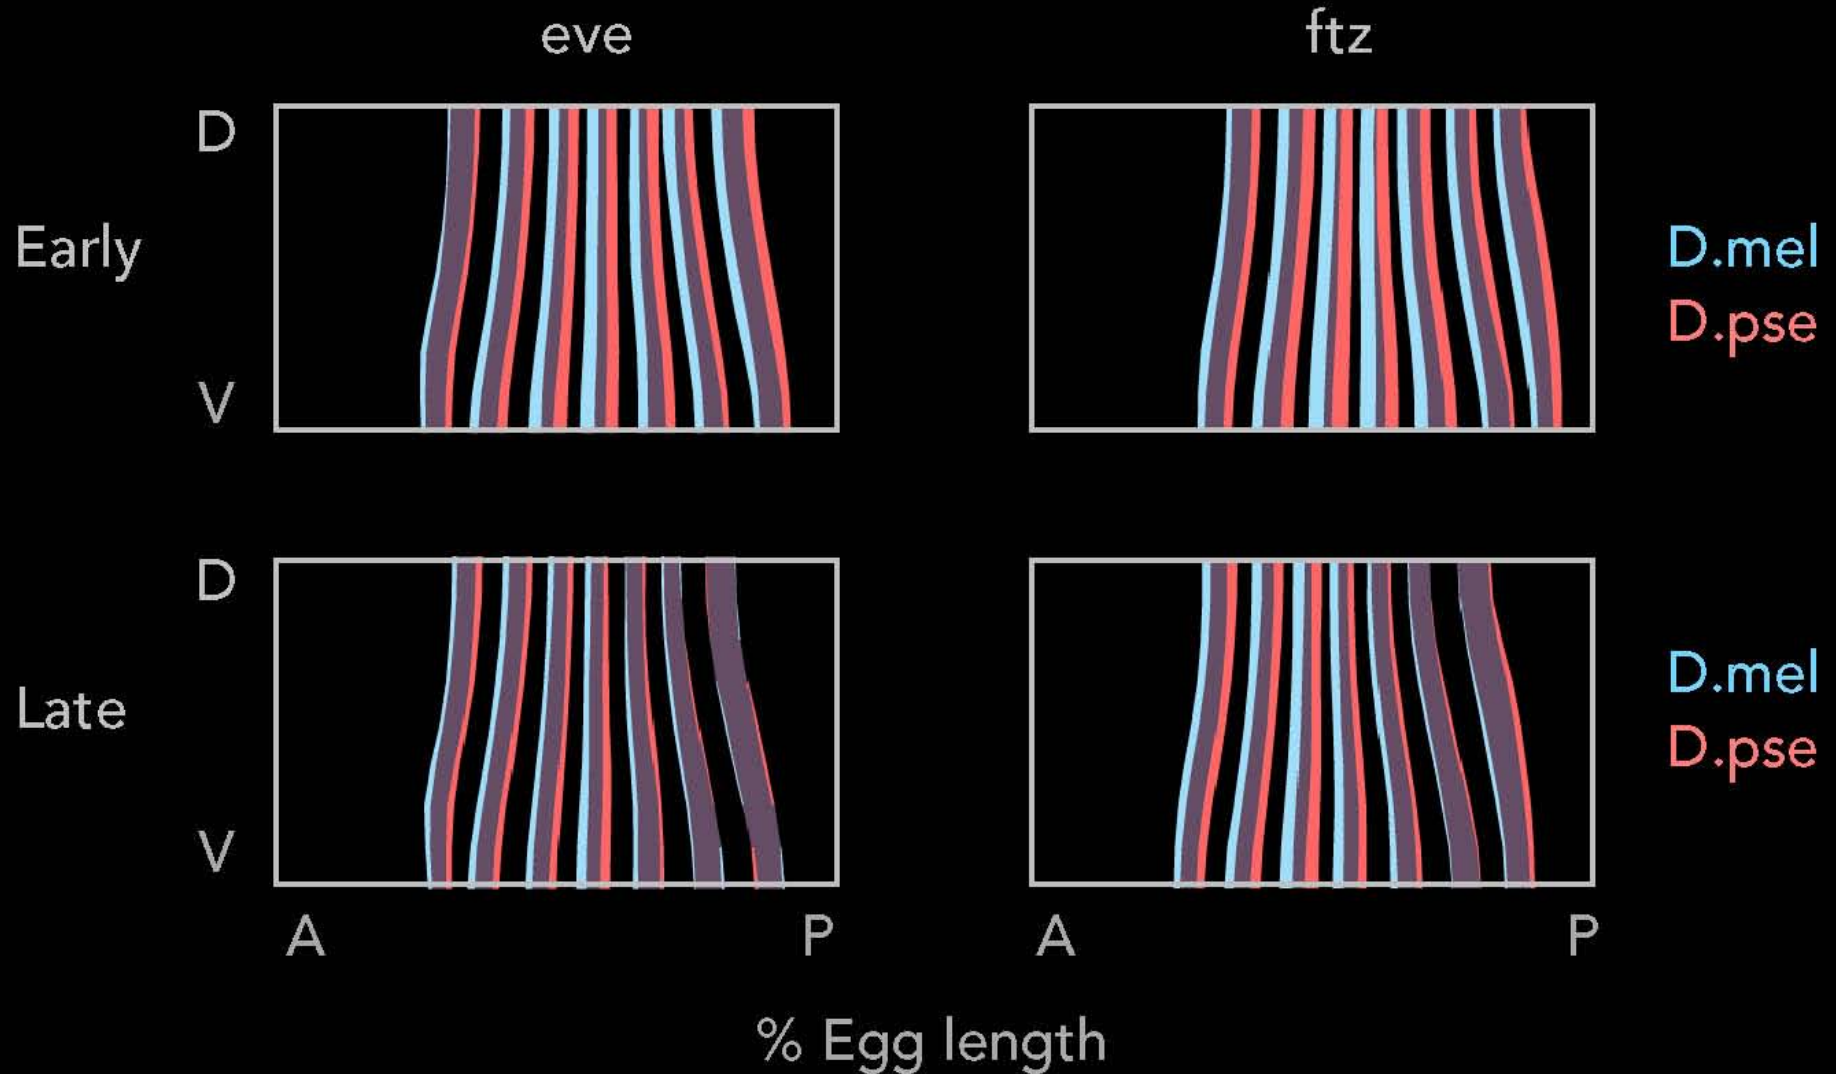 eve
ftz
D
Early
V
D.mel
D.pse
D
Late
V
D.mel
D.pse
A
P
A
P
% Egg length